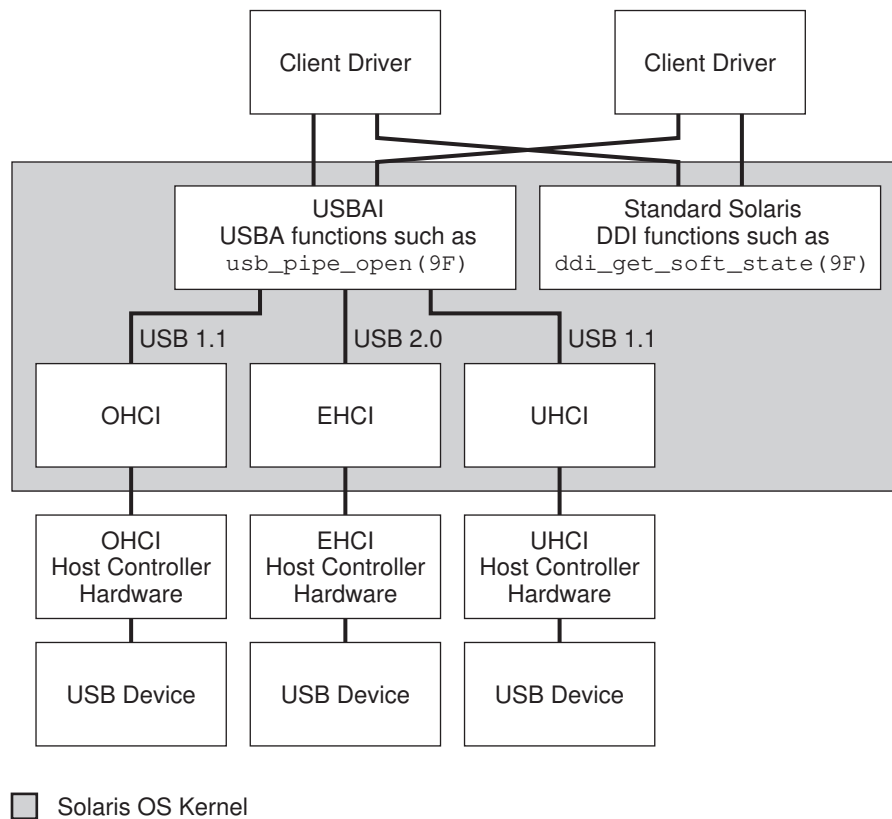 Client Driver
Client Driver
USBAI
USBA functions such as
usb_pipe_open(9F)
Standard Solaris
DDI functions such as
ddi_get_soft_state(9F)
USB 1.1
USB 2.0
USB 1.1
OHCI
EHCI
UHCI
OHCI
Host Controller
Hardware
EHCI
Host Controller
Hardware
UHCI
Host Controller
Hardware
USB Device
USB Device
USB Device
Solaris OS Kernel